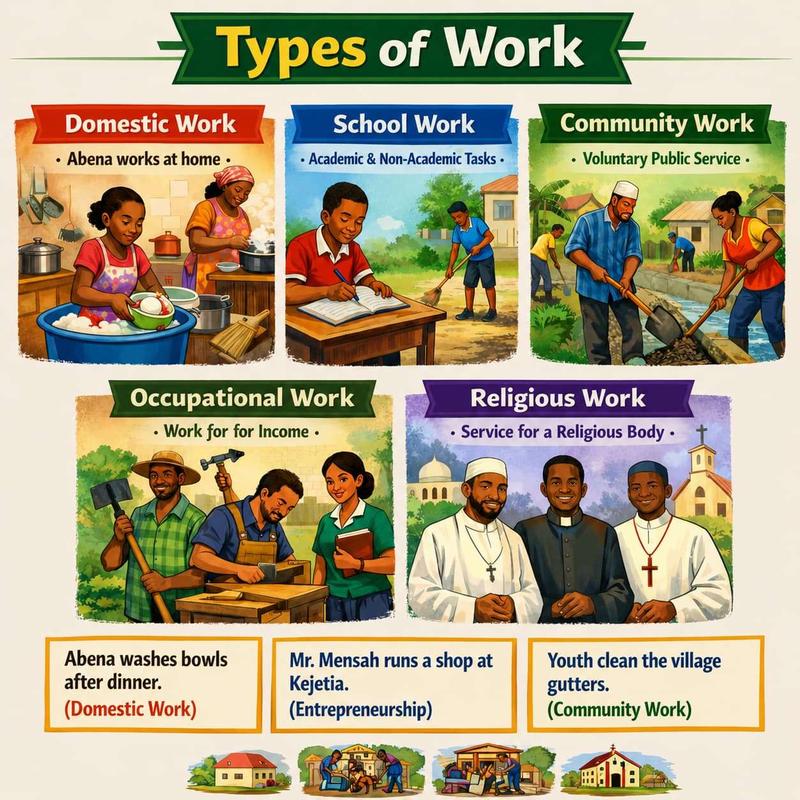 Types of Work
Domestic Work
• Abena works at home •
School Work
• Academic & Non-Academic Tasks •
Community Work
• Voluntary Public Service •
Occupational Work
• Work for for Income •
Religious Work
• Service for a Religious Body •
Abena washes bowls
after dinner.
(Domestic Work)
Mr. Mensah runs a shop at
Kejetia.
(Entrepreneurship)
Youth clean the village
gutters.
(Community Work)